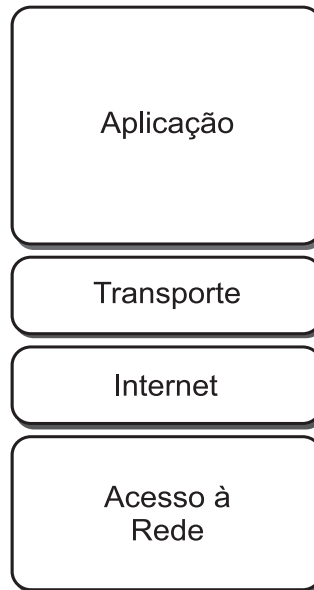 Aplicação
Transporte
Internet
Acesso à
Rede